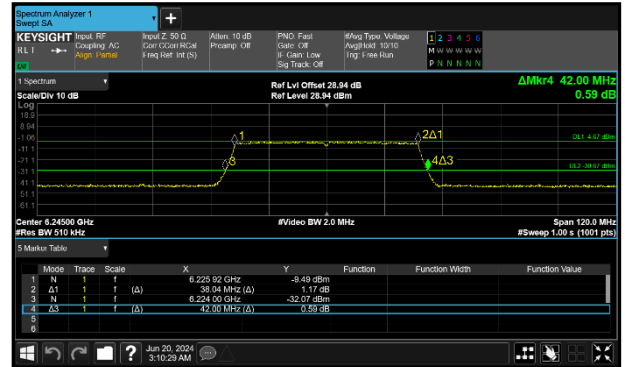 Spectrum Analyzer 1
Swept SA
KEYSIGHT
RL T
Input: RF
Coupling: AC
Align: Partial
Input Z: 50 Ω
Corr CCorr RCal
Freq Ref: Int (S)
Atten: 10 dB
Preamp: Off
PNO: Fast
Gate: Off
IF Gain: Low
Sig Track: Off
#Avg Type: Voltage
Avg|Hold: 10/10
Trig: Free Run
1 2 3 4 5 6
M W W W W W
P N N N N N
1 Spectrum
Scale/Div 10 dB
Ref Lvl Offset 28.94 dB
Ref Level 28.94 dBm
ΔMkr4 42.00 MHz
0.59 dB
Log
18.9
8.94
-1.06
-11.1
-21.1
-31.1
-41.1
-51.1
-61.1
1
2Δ1
3
4Δ3
Center 6.24500 GHz
#Res BW 510 kHz
#Video BW 2.0 MHz
Span 120.0 MHz
#Sweep 1.00 s (1001 pts)
5 Marker Table
Mode Trace Scale X Y Function Function Width Function Value
1 N 1 f 6.225 92 GHz -9.49 dBm
2 Δ1 1 f (Δ) 38.04 MHz (Δ) 1.17 dB
3 N 1 f 6.224 00 GHz -32.07 dBm
4 Δ3 1 f (Δ) 42.00 MHz (Δ) 0.59 dB
5
6
?
Jun 20, 2024
3:10:29 AM